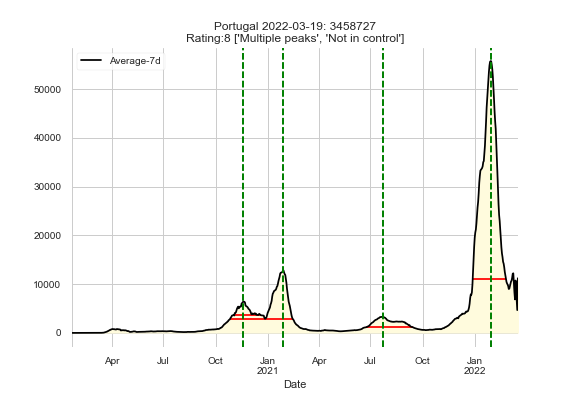 Portugal 2022-03-19: 3458727
Rating:8 ['Multiple peaks', 'Not in control']
Average-7d
50000
40000
30000
20000
10000
0
Apr Jul Oct Jan Apr Jul Oct Jan
2021 2022
Date